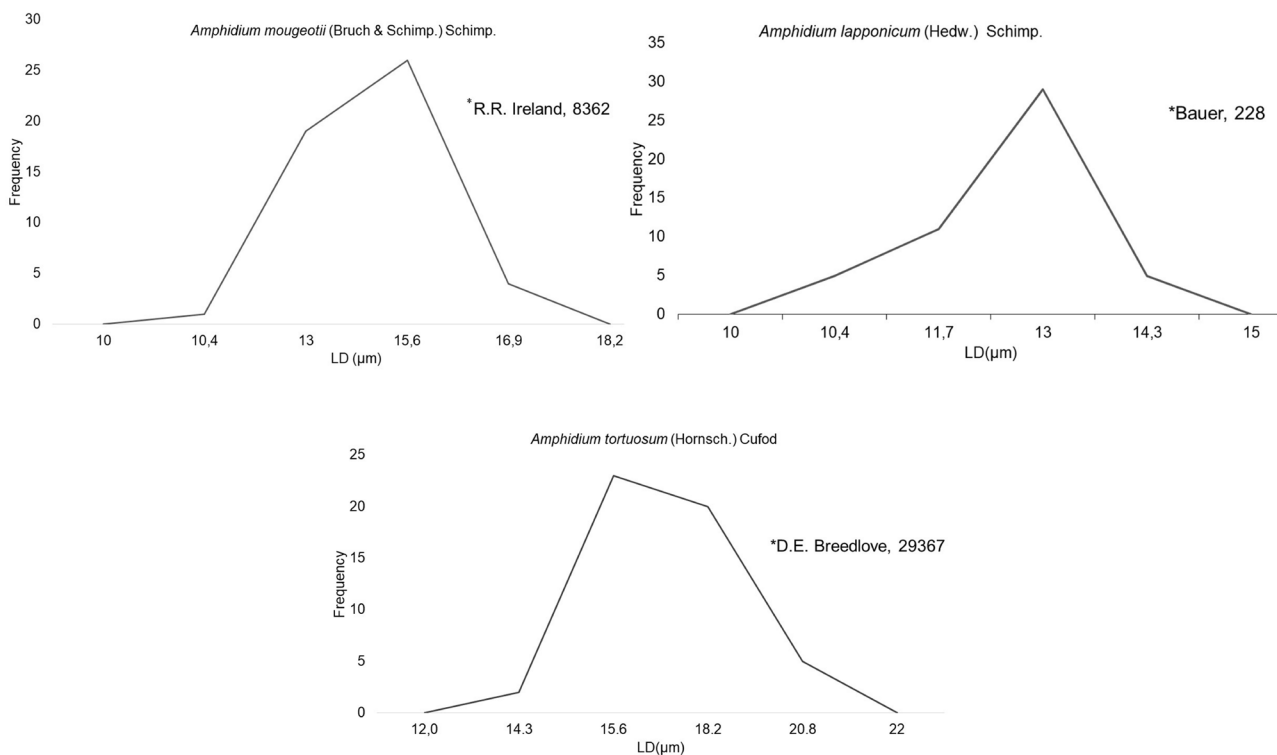 Amphidium mougeotii (Bruch & Schimp.) Schimp.
*R.R. Ireland, 8362
Frequency
30
25
20
15
10
5
0
10 10,4 13 15,6 16,9 18,2
LD (µm)
Amphidium lapponicum (Hedw.) Schimp.
*Bauer, 228
Frequency
35
30
25
20
15
10
5
0
10 10,4 11,7 13 14,3 15
LD(µm)
Amphidium tortuosum (Hornsch.) Cufod
*D.E. Breedlove, 29367
Frequency
25
20
15
10
5
0
12,0 14.3 15.6 18.2 20.8 22
LD(µm)